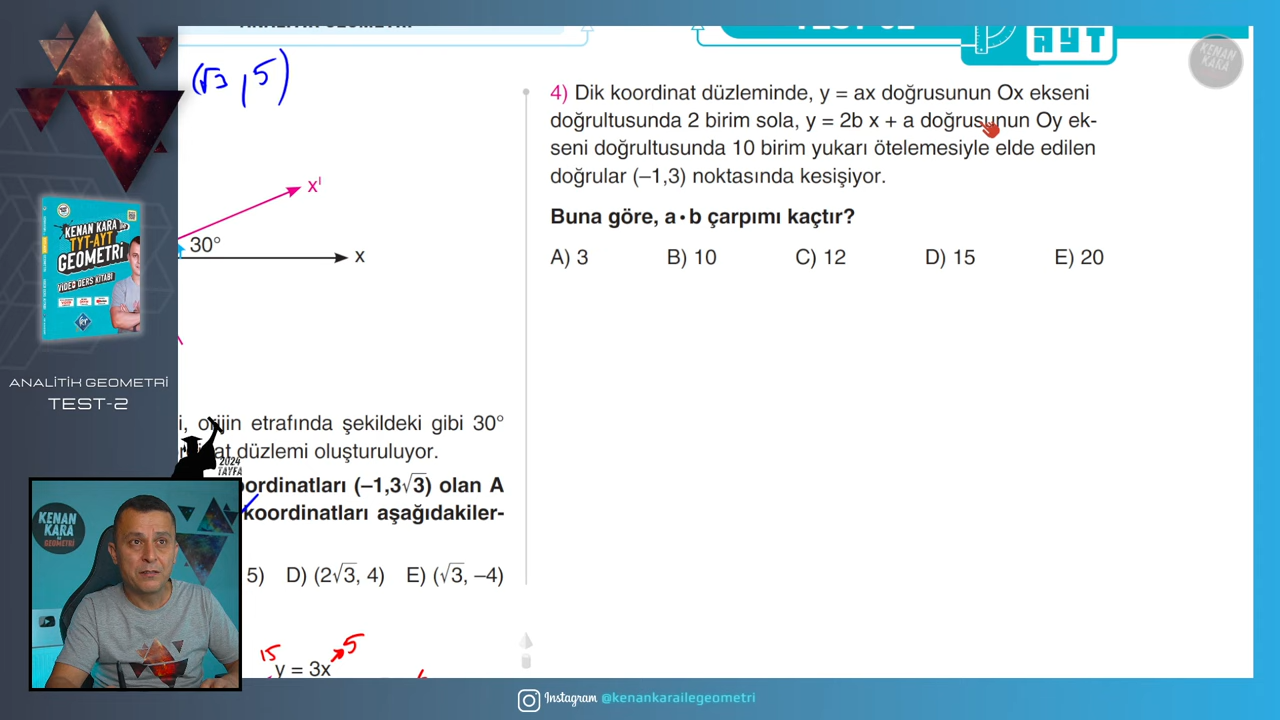 (√3, 5)
x'
30°
x
i, orijin etrafında şekildeki gibi 30°
at düzlemi oluşturuluyor.
ordinatları (–1,3√3) olan A
koordinatları aşağıdakiler-
5) D) (2√3, 4) E) (√3, –4)
15
5
y = 3x
AYT
KENAN KARA
4) Dik koordinat düzleminde, y = ax doğrusunun Ox ekseni
doğrultusunda 2 birim sola, y = 2b x + a doğrusunun Oy ek-
seni doğrultusunda 10 birim yukarı ötelemesiyle elde edilen
doğrular (–1,3) noktasında kesişiyor.
Buna göre, a • b çarpımı kaçtır?
A) 3 B) 10 C) 12 D) 15 E) 20
KENAN KARA
TYT-AYT
GEOMETRİ
VİDEO DERS KİTABI
ANALİTİK GEOMETRİ
TEST-2
2024
TAYFA
KENAN
KARA
GEOMETRİ
Instagram @kenankarailegeometri